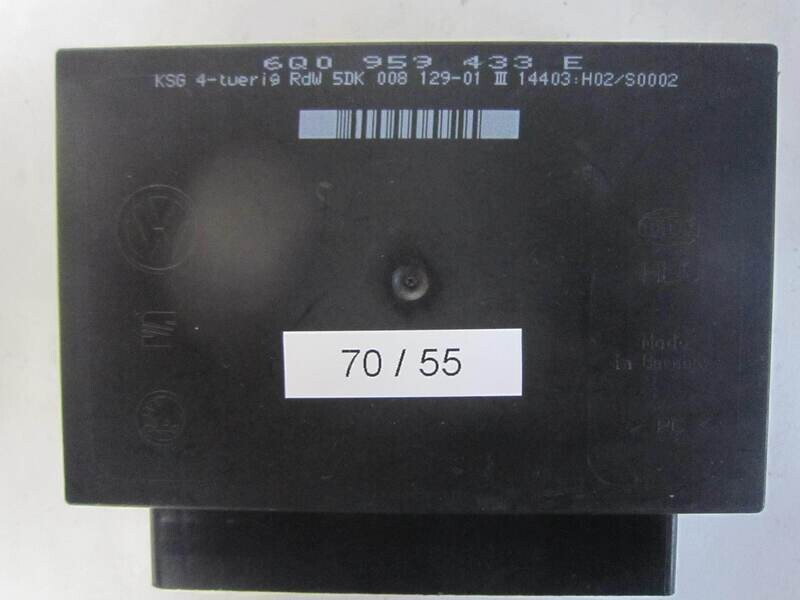 6Q0 959 433 E
KSG 4-tuerig RdW 5DK 008 129-01 III 14403:H02/S0002
70 / 55
Made
in Germany